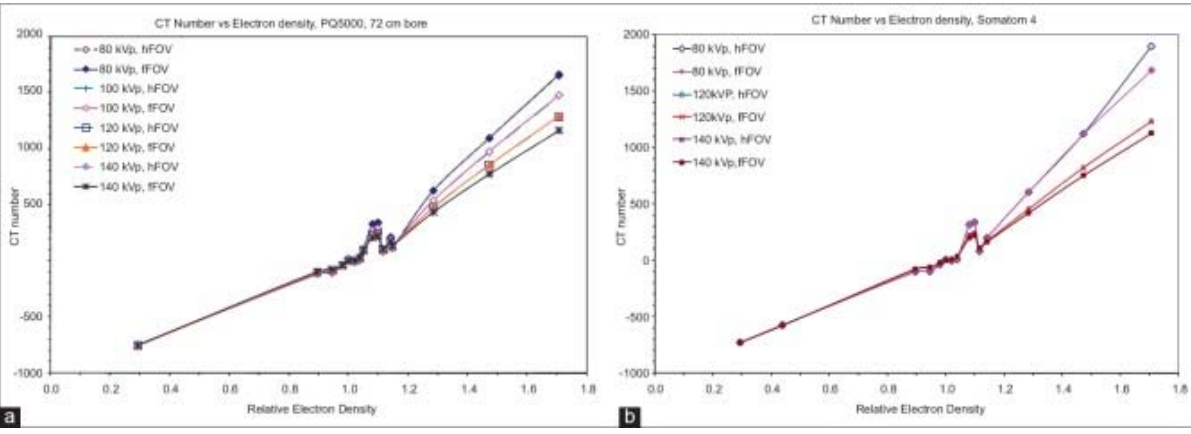 CT Number vs Electron density, PQ5000, 72 cm bore
2000
1500
1000
500
-500
-1000
CT number
80 kVp, hFOV
80 kVp, fFOV
100 kVp, hFOV
100 kVp, fFOV
120 kVp, hFOV
120 kVp, fFOV
140 kVp, hFOV
140 kVp, fFOV
0.0 0.2 0.4 0.6 0.8 1.0 1.2 1.4 1.6 1.8
Relative Electron Density
a
CT Number vs Electron density, Somatom 4
2000
1500
1000
500
0
-500
-1000
CT number
80 kVp, hFOV
80 kVp, fFOV
120kVP, hFOV
120kVp, fFOV
140 kVp, hFOV
140 kVp,fFOV
0.0 0.2 0.4 0.6 0.8 1.0 1.2 1.4 1.6 1.8
Relative Electron Density
b